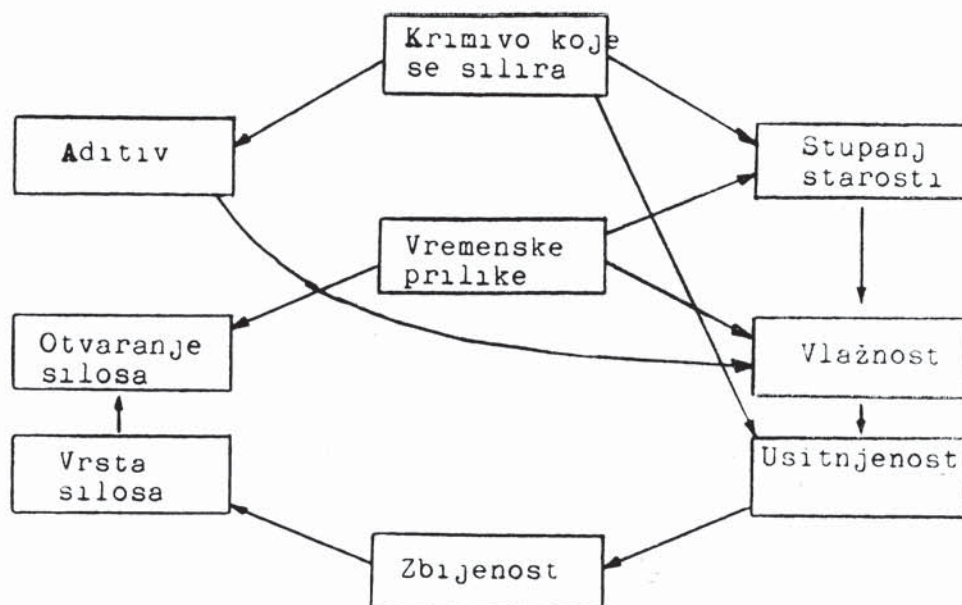 Krimivo koje
se silira
Aditiv
Stupanj
starosti
Vremenske
prilike
Otvaranje
silosa
Vlažnost
Vrsta
silosa
Usitnjenost
Zbijenost